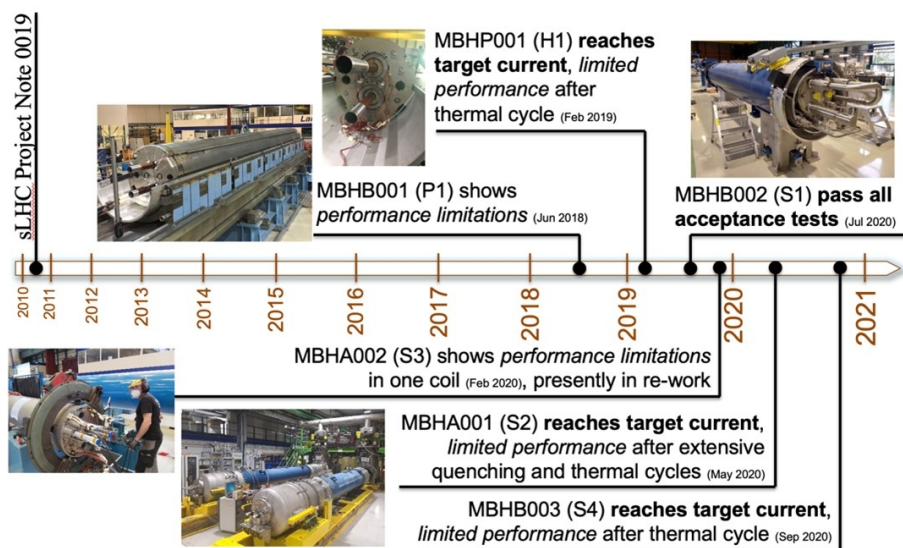 sLHC Project Note 0019
MBHP001 (H1) reaches
target current, limited
performance after
thermal cycle (Feb 2019)
MBHB001 (P1) shows
performance limitations (Jun 2018)
MBHB002 (S1) pass all
acceptance tests (Jul 2020)
2010
2011
2012
2013
2014
2015
2016
2017
2018
2019
2020
2021
MBHA002 (S3) shows performance limitations
in one coil (Feb 2020), presently in re-work
MBHA001 (S2) reaches target current,
limited performance after extensive
quenching and thermal cycles (May 2020)
MBHB003 (S4) reaches target current,
limited performance after thermal cycle (Sep 2020)